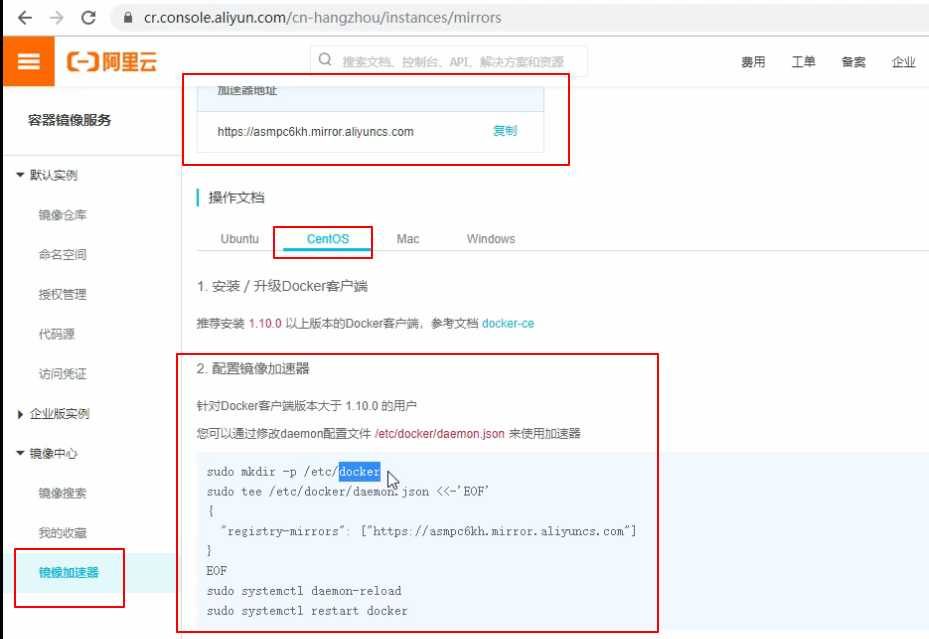 cr.console.aliyun.com/cn-hangzhou/instances/mirrors
阿里云
搜索文档、控制台、API、解决方案和资源
费用 工单 备案 企业
容器镜像服务
默认实例
镜像仓库
命名空间
授权管理
代码源
访问凭证
企业版实例
镜像中心
镜像搜索
我的收藏
镜像加速器
加速器地址
https://asmpc6kh.mirror.aliyuncs.com 复制
操作文档
Ubuntu CentOS Mac Windows
1. 安装 / 升级Docker客户端
推荐安装 1.10.0 以上版本的Docker客户端，参考文档 docker-ce
2. 配置镜像加速器
针对Docker客户端版本大于 1.10.0 的用户
您可以通过修改daemon配置文件 /etc/docker/daemon.json 来使用加速器
sudo mkdir -p /etc/docker
sudo tee /etc/docker/daemon.json <<-'EOF'
{
"registry-mirrors": ["https://asmpc6kh.mirror.aliyuncs.com"]
}
EOF
sudo systemctl daemon-reload
sudo systemctl restart docker